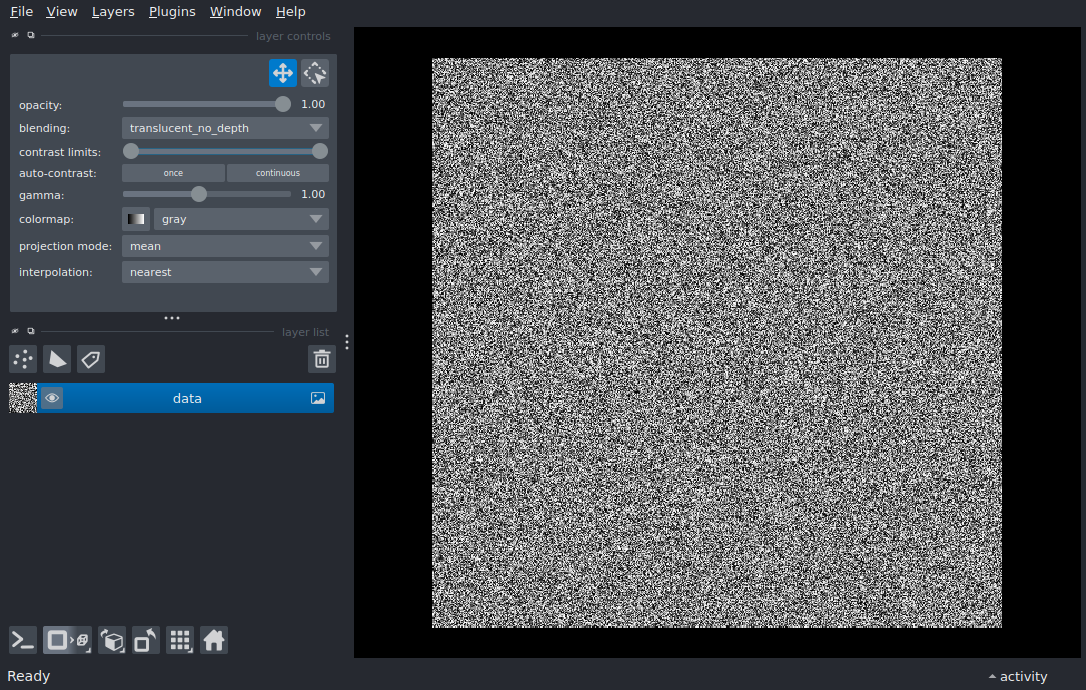 File View Layers Plugins Window Help
layer controls
opacity: 1.00
blending: translucent_no_depth
contrast limits:
auto-contrast: once continuous
gamma: 1.00
colormap: gray
projection mode: mean
interpolation: nearest
layer list
data
Ready
activity